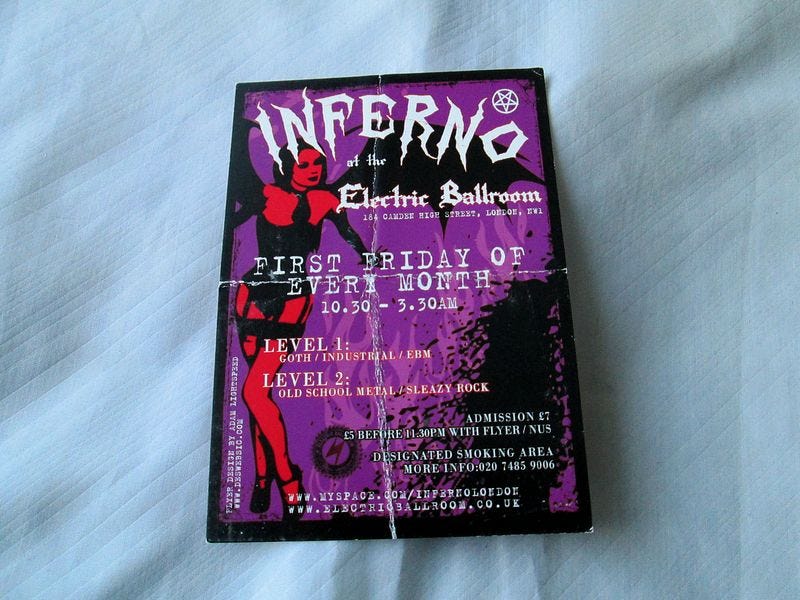 INFERNO
at the
Electric Ballroom
184 CAMDEN HIGH STREET, LONDON, NW1
FIRST FRIDAY OF
EVERY MONTH
10.30 - 3.30AM
LEVEL 1:
GOTH / INDUSTRIAL / EBM
LEVEL 2:
OLD SCHOOL METAL / SLEAZY ROCK
ADMISSION £7
£5 BEFORE 11.30PM WITH FLYER / NUS
DESIGNATED SMOKING AREA
MORE INFO:020 7485 9006
WWW.MYSPACE.COM/INFERNOLONDON
WWW.ELECTRICBALLROOM.CO.UK
FLYER DESIGN BY ADAM LIGHTSPEED